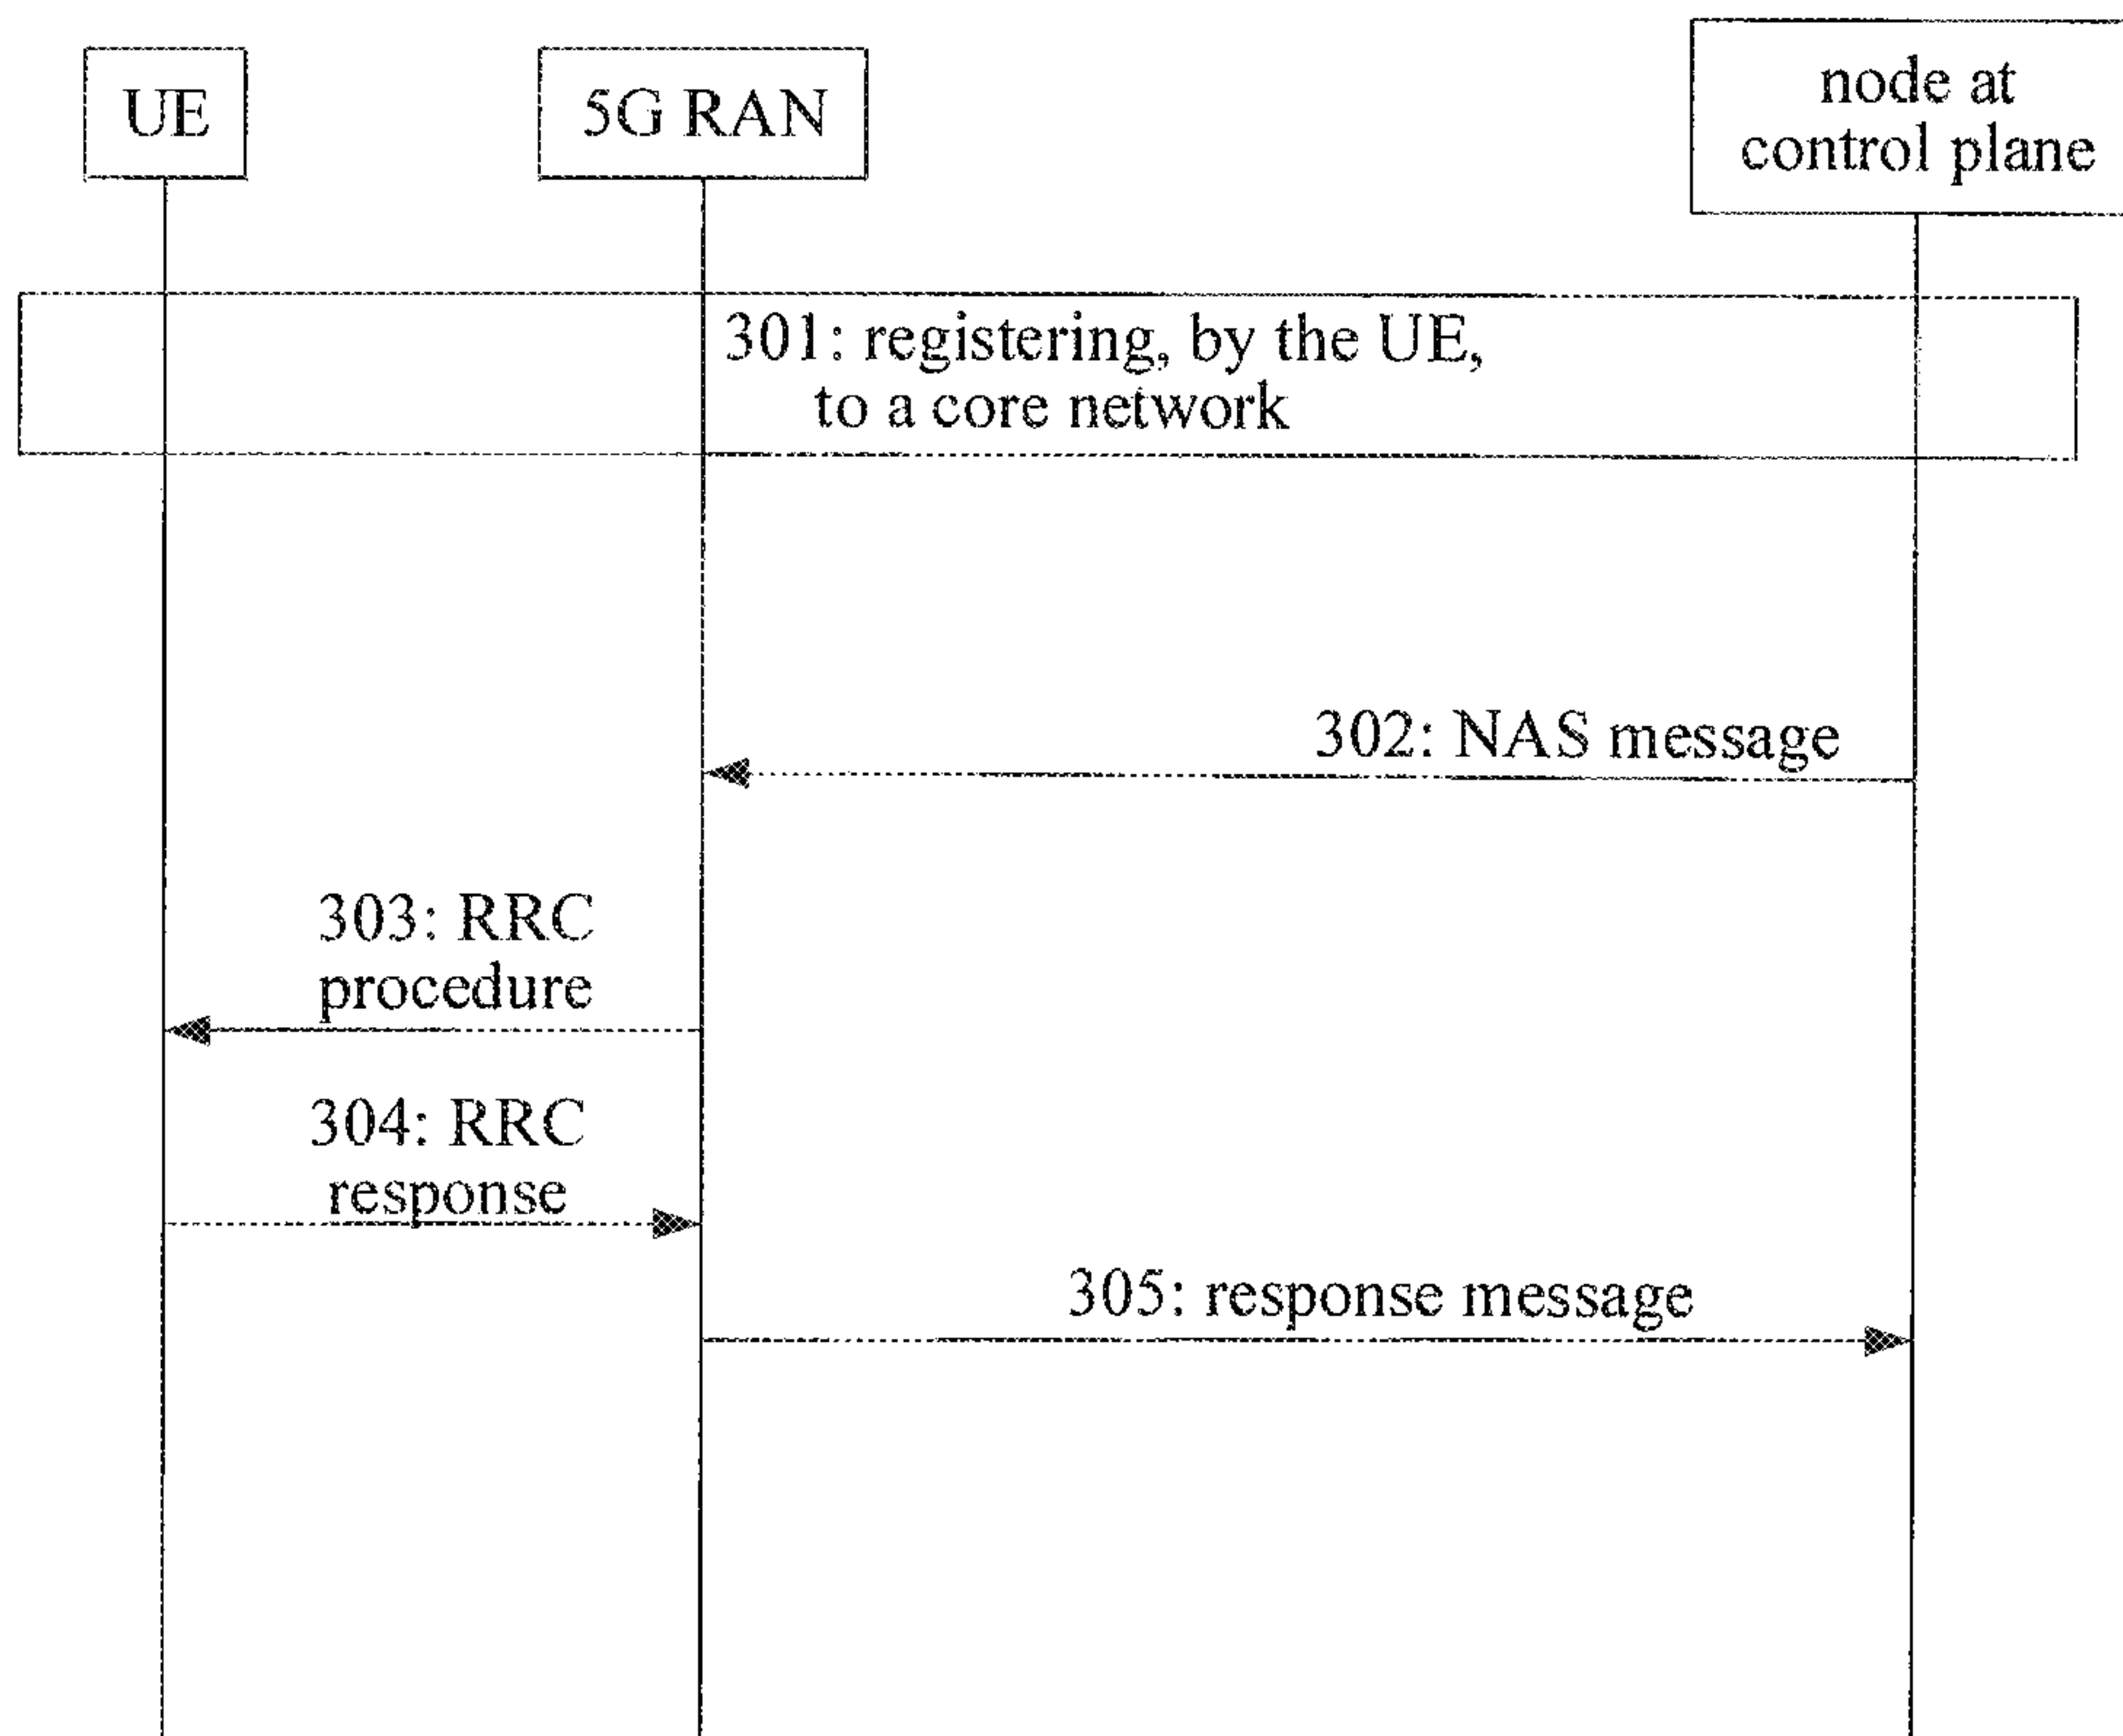 UE
5G RAN
node at
control plane
301: registering, by the UE,
to a core network
302: NAS message
303: RRC
procedure
304: RRC
response
305: response message